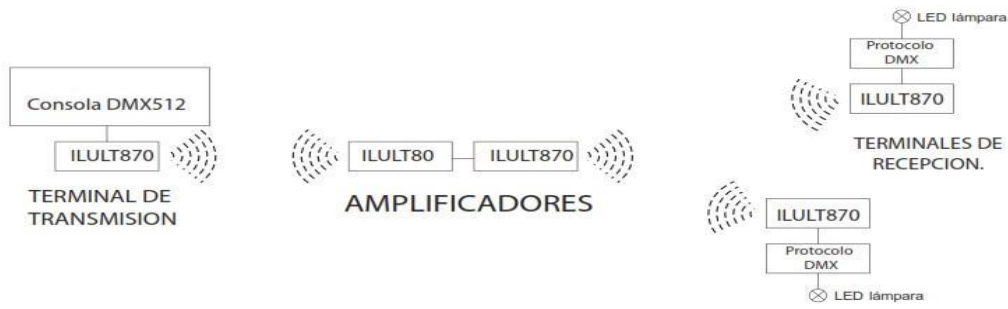 Consola DMX512
ILULT870
TERMINAL DE
TRANSMISION
ILULT80
ILULT870
AMPLIFICADORES
LED lámpara
Protocolo
DMX
ILULT870
TERMINALES DE
RECEPCION.
ILULT870
Protocolo
DMX
LED lámpara